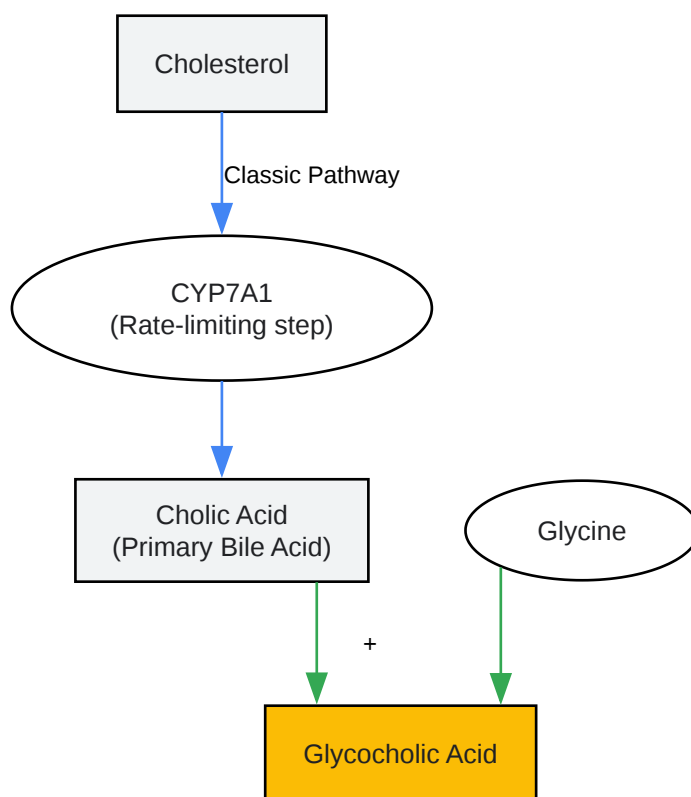 Cholesterol
Classic Pathway
CYP7A1
(Rate-limiting step)
Cholic Acid
(Primary Bile Acid)
Glycine
+
Glycocholic Acid